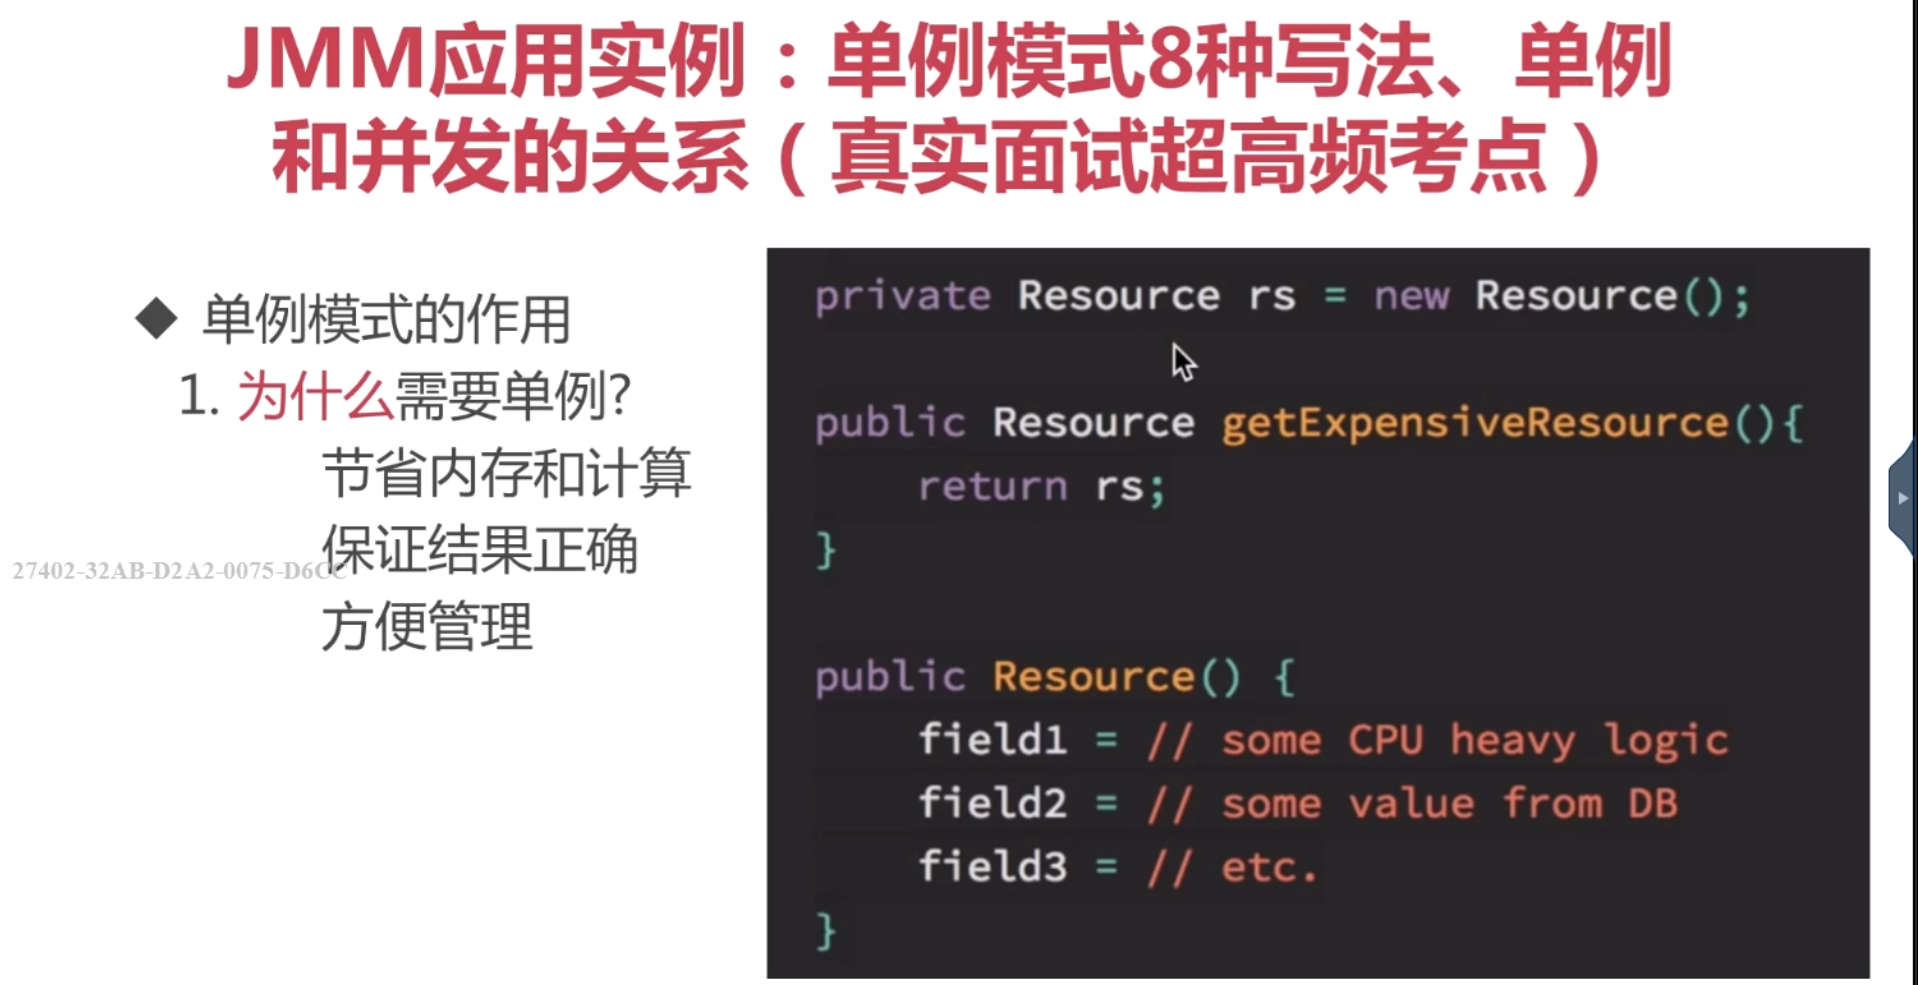 JMM应用实例：单例模式8种写法、单例
和并发的关系（真实面试超高频考点）
◆ 单例模式的作用
1. 为什么需要单例?
节省内存和计算
保证结果正确
方便管理
27402-32AB-D2A2-0075-D6CC
private Resource rs = new Resource();
public Resource getExpensiveResource(){
return rs;
}
public Resource() {
field1 = // some CPU heavy logic
field2 = // some value from DB
field3 = // etc.
}